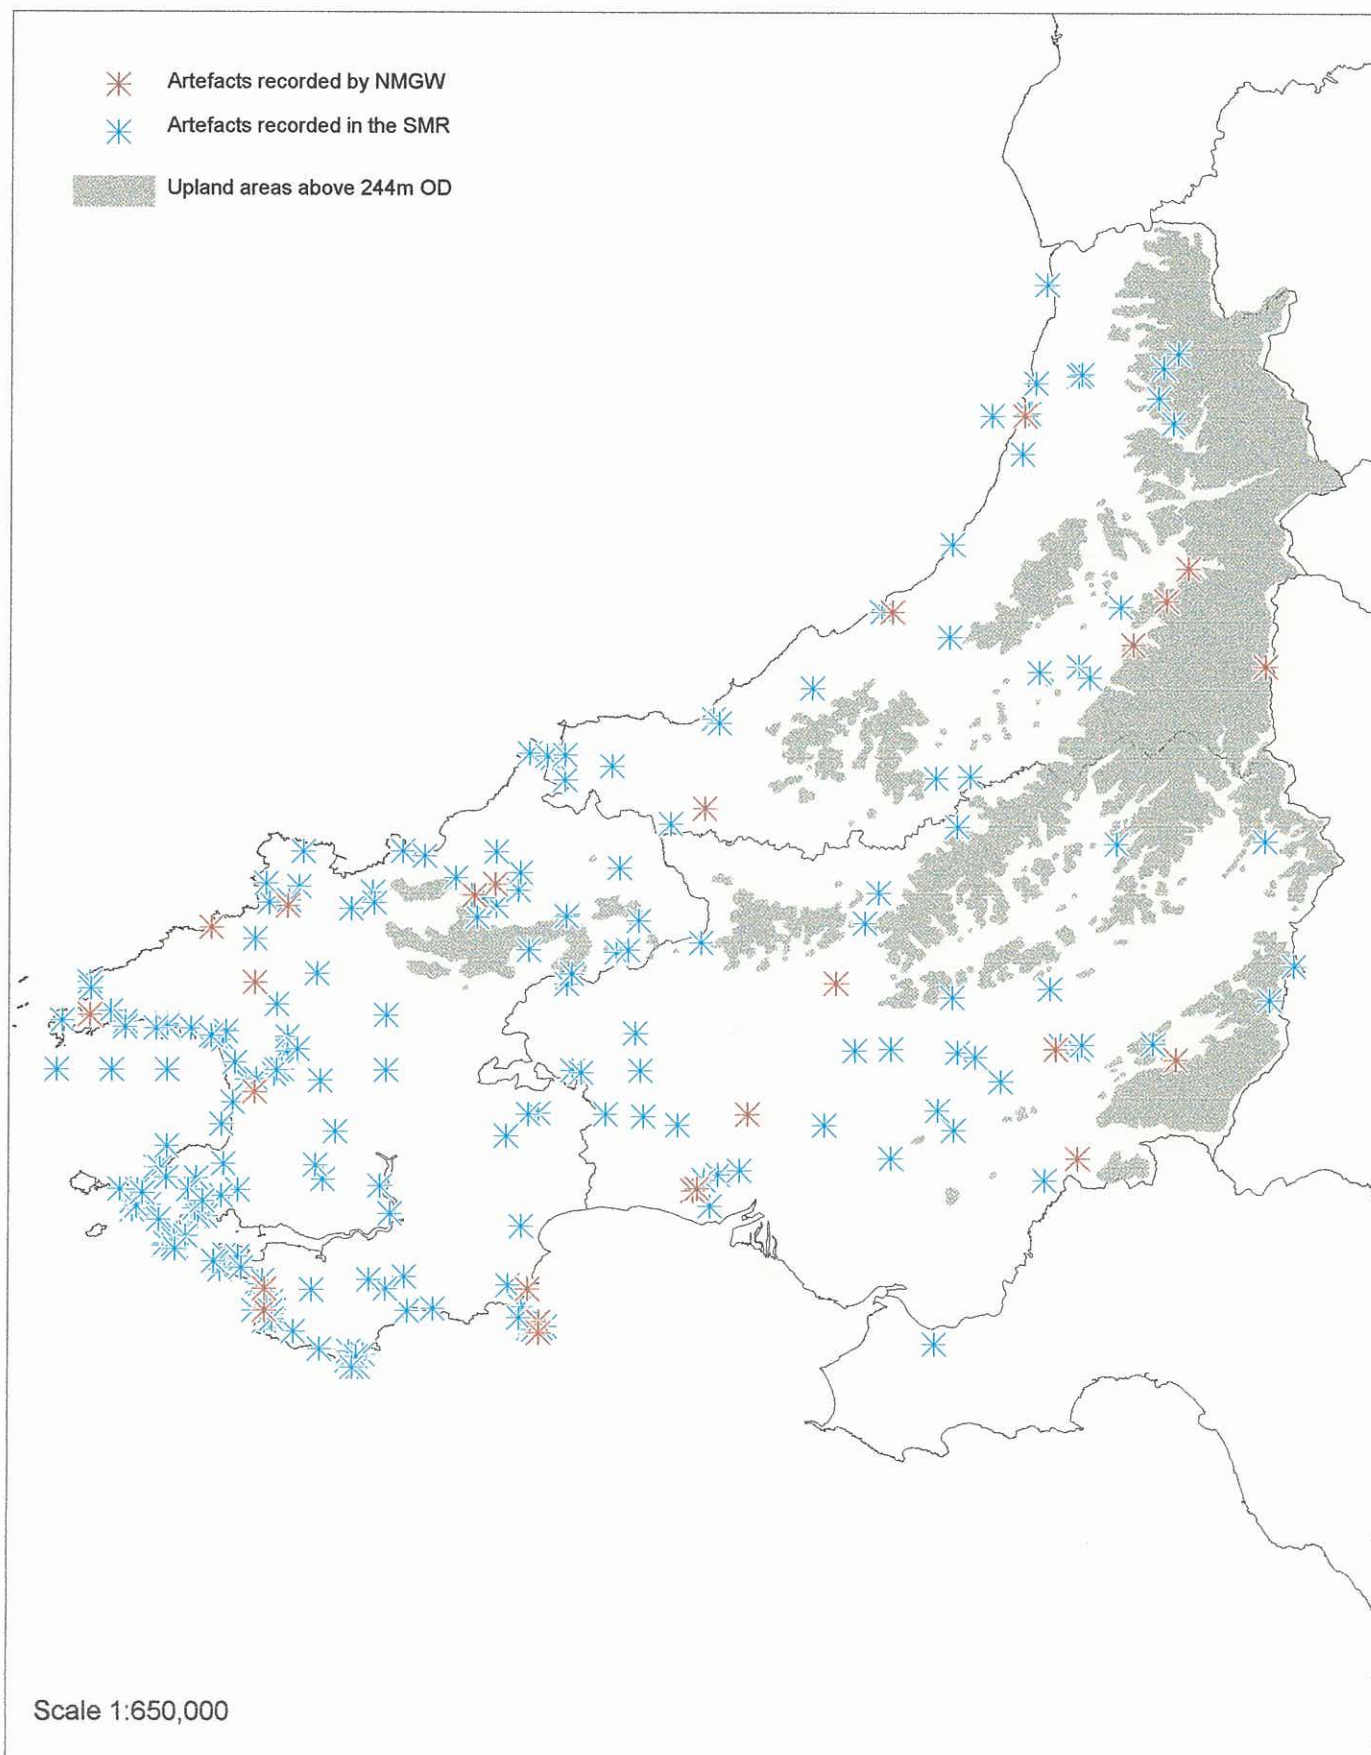 Artefacts recorded by NMGW
Artefacts recorded in the SMR
Upland areas above 244m OD
Scale 1:650,000